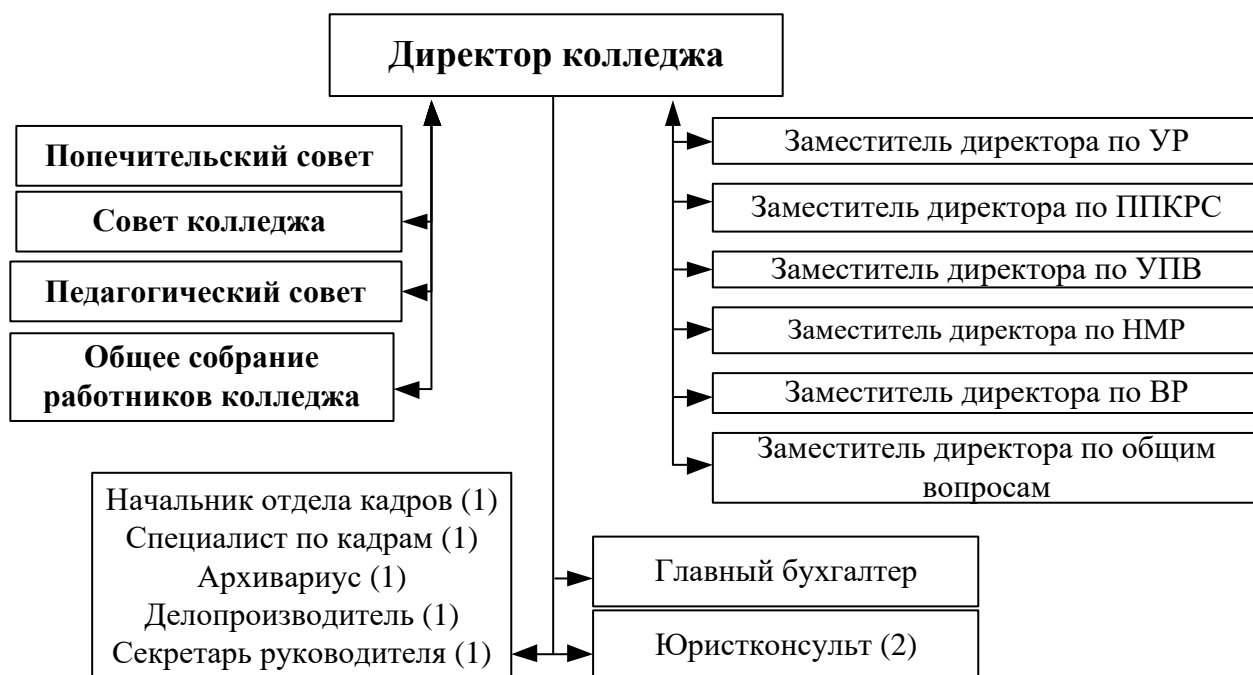 Директор колледжа
Попечительский совет
Совет колледжа
Педагогический совет
Общее собрание
работников колледжа
Заместитель директора по УР
Заместитель директора по ППКРС
Заместитель директора по УПВ
Заместитель директора по НМР
Заместитель директора по ВР
Заместитель директора по общим
вопросам
Начальник отдела кадров (1)
Специалист по кадрам (1)
Архивариус (1)
Делопроизводитель (1)
Секретарь руководителя (1)
Главный бухгалтер
Юристконсульт (2)